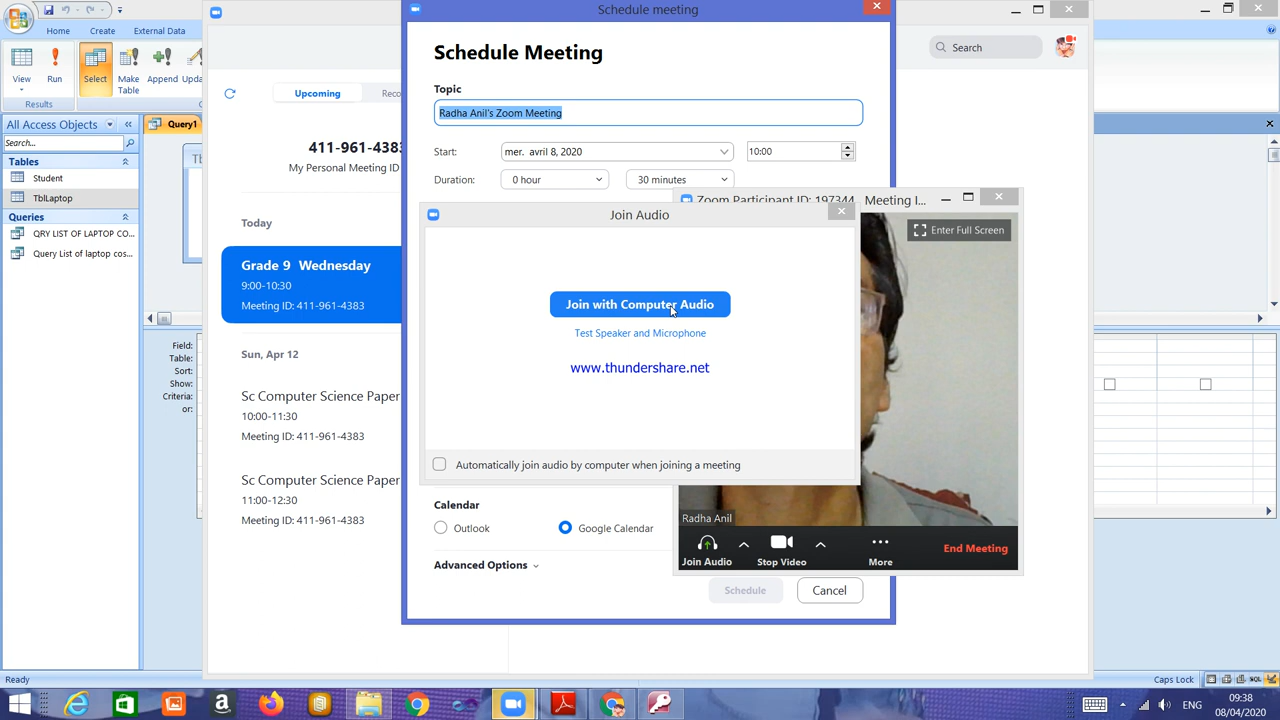 Schedule meeting
Home
Create
External Data
View
Run
Select
Make Table
Append
Results
All Access Objects
Search...
Tables
Student
TblLaptop
Queries
QRY LIST OF LAPTOP CO...
Query List of laptop cos...
Query1
Field:
Table:
Sort:
Show:
Criteria:
or:
Ready
Search
Upcoming
411-961-4383
My Personal Meeting ID
Today
Grade 9 Wednesday
9:00-10:30
Meeting ID: 411-961-4383
Sun, Apr 12
Sc Computer Science Paper
10:00-11:30
Meeting ID: 411-961-4383
Sc Computer Science Paper
11:00-12:30
Meeting ID: 411-961-4383
Schedule Meeting
Topic
Radha Anil's Zoom Meeting
Start:
mer. avril 8, 2020
10:00
Duration:
0 hour
30 minutes
Zoom Participant ID: 197344
Meeting I...
Enter Full Screen
Join Audio
Join with Computer Audio
Test Speaker and Microphone
www.thundershare.net
Automatically join audio by computer when joining a meeting
Calendar
Outlook
Google Calendar
Advanced Options
Schedule
Cancel
Radha Anil
Join Audio
Stop Video
More
End Meeting
Caps Lock
SQL
ENG
09:38
08/04/2020